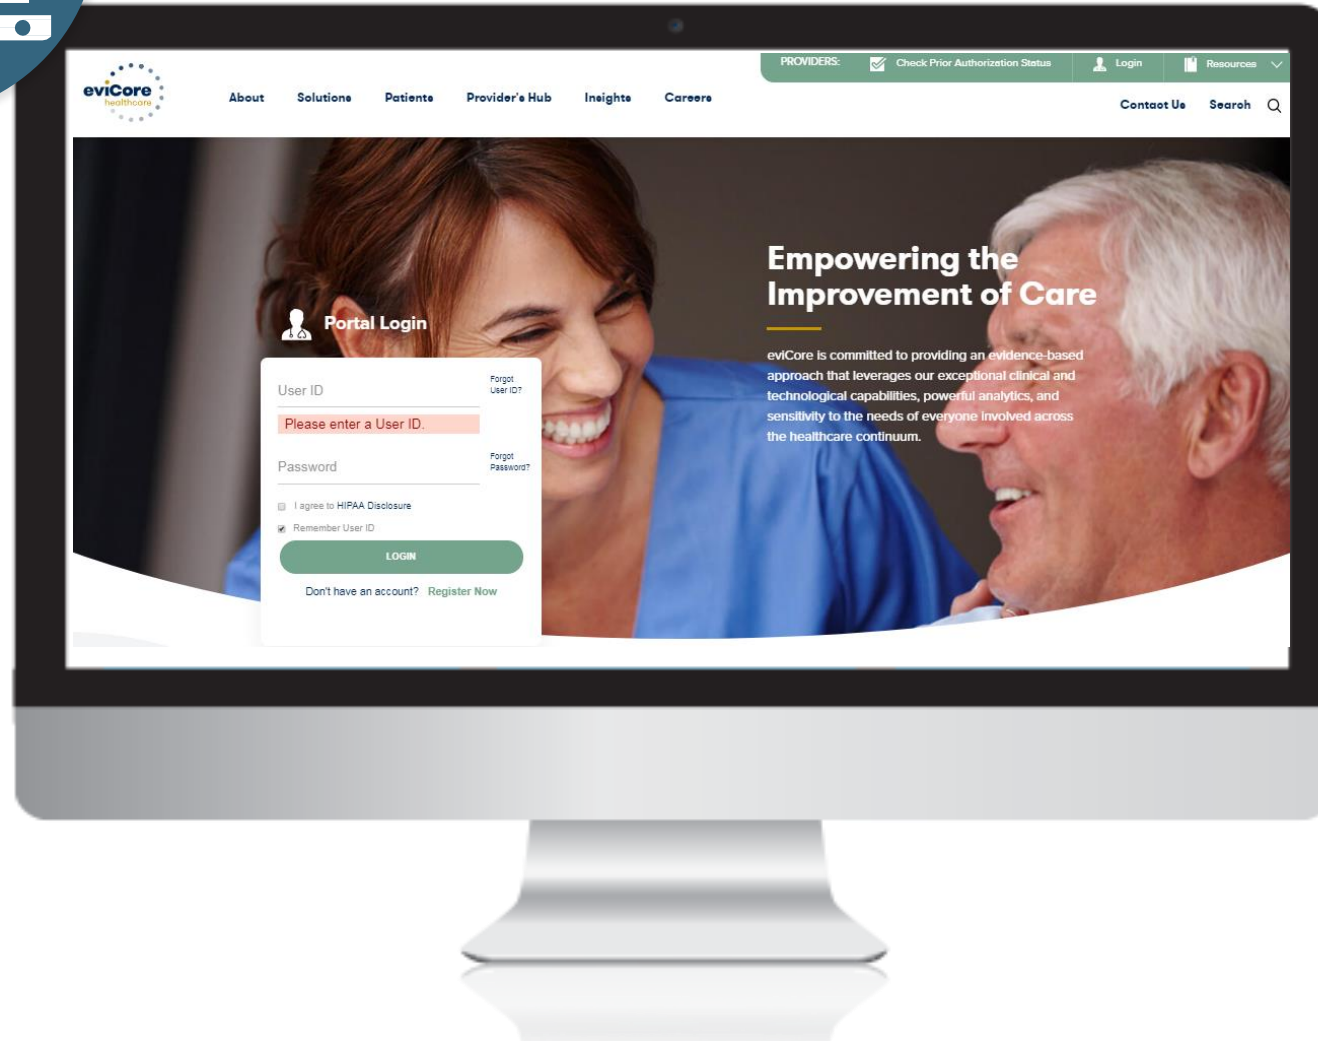 PROVIDERS: Check Prior Authorization Status Login Resources
eviCore
healthcare
About Solutions Patients Provider's Hub Insights Careers
Contact Us Search
Empowering the
Improvement of Care
eviCore is committed to providing an evidence-based
approach that leverages our exceptional clinical and
technological capabilities, powerful analytics, and
sensitivity to the needs of everyone involved across
the healthcare continuum.
Portal Login
User ID
Forgot
User ID?
Please enter a User ID.
Password
Forgot
Password?
I agree to HIPAA Disclosure
Remember User ID
LOGIN
Don't have an account? Register Now